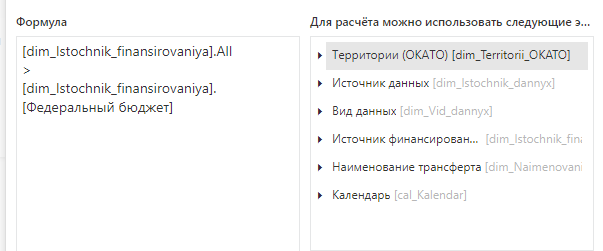 Формула
[dim_Istochnik_finansirovaniya].All
>
[dim_Istochnik_finansirovaniya].
[Федеральный бюджет]
Для расчёта можно использовать следующие э...
Территории (ОКАТО) [dim_Territorii_OKATO]
Источник данных [dim_Istochnik_dannyx]
Вид данных [dim_Vid_dannyx]
Источник финансирован... [dim_Istochnik_fina
Наименование трансферта [dim_Naimenovani
Календарь [cal_Kalendar]